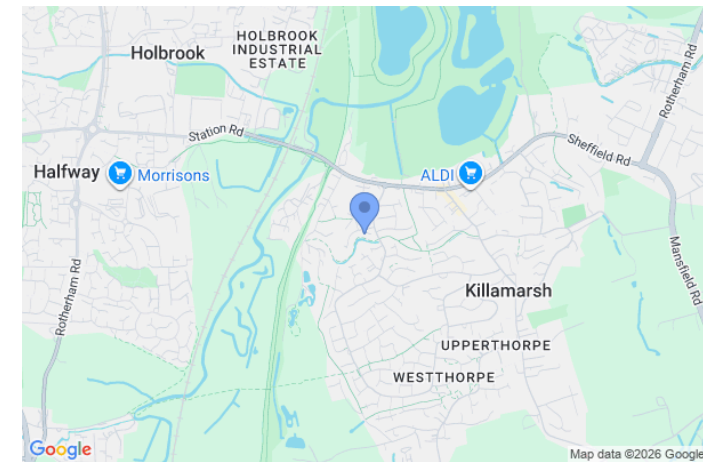 HOLBROOK
INDUSTRIAL
ESTATE
Holbrook
Rotherham Rd
Station Rd
Sheffield Rd
Halfway
Morrisons
ALDI
Mansfield Rd
Rotherham Rd
Killamarsh
UPPERTHORPE
WESTTHORPE
Google
Map data ©2026 Google